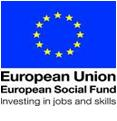 European Union
European Social Fund
Investing in jobs and skills